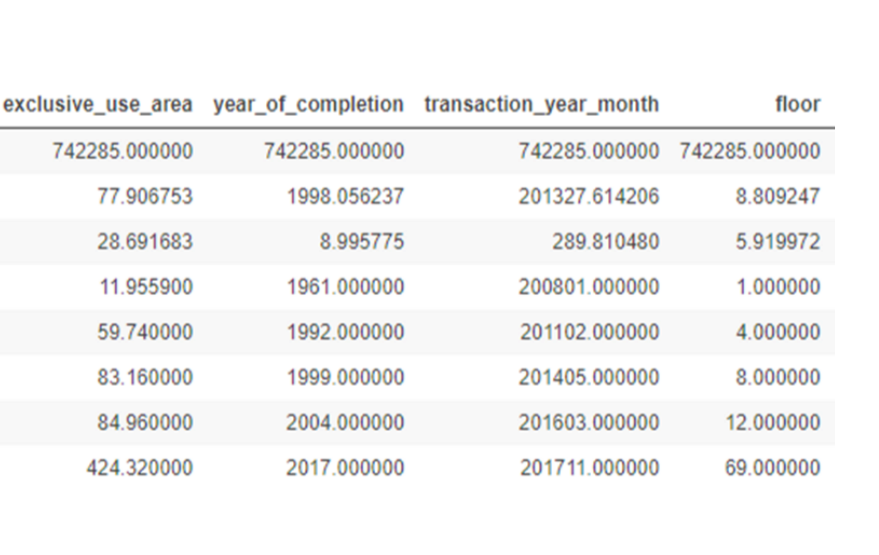 exclusive_use_area year_of_completion transaction_year_month floor
742285.000000 742285.000000 742285.000000 742285.000000
77.906753 1998.056237 201327.614206 8.809247
28.691683 8.995775 289.810480 5.919972
11.955900 1961.000000 200801.000000 1.000000
59.740000 1992.000000 201102.000000 4.000000
83.160000 1999.000000 201405.000000 8.000000
84.960000 2004.000000 201603.000000 12.000000
424.320000 2017.000000 201711.000000 69.000000